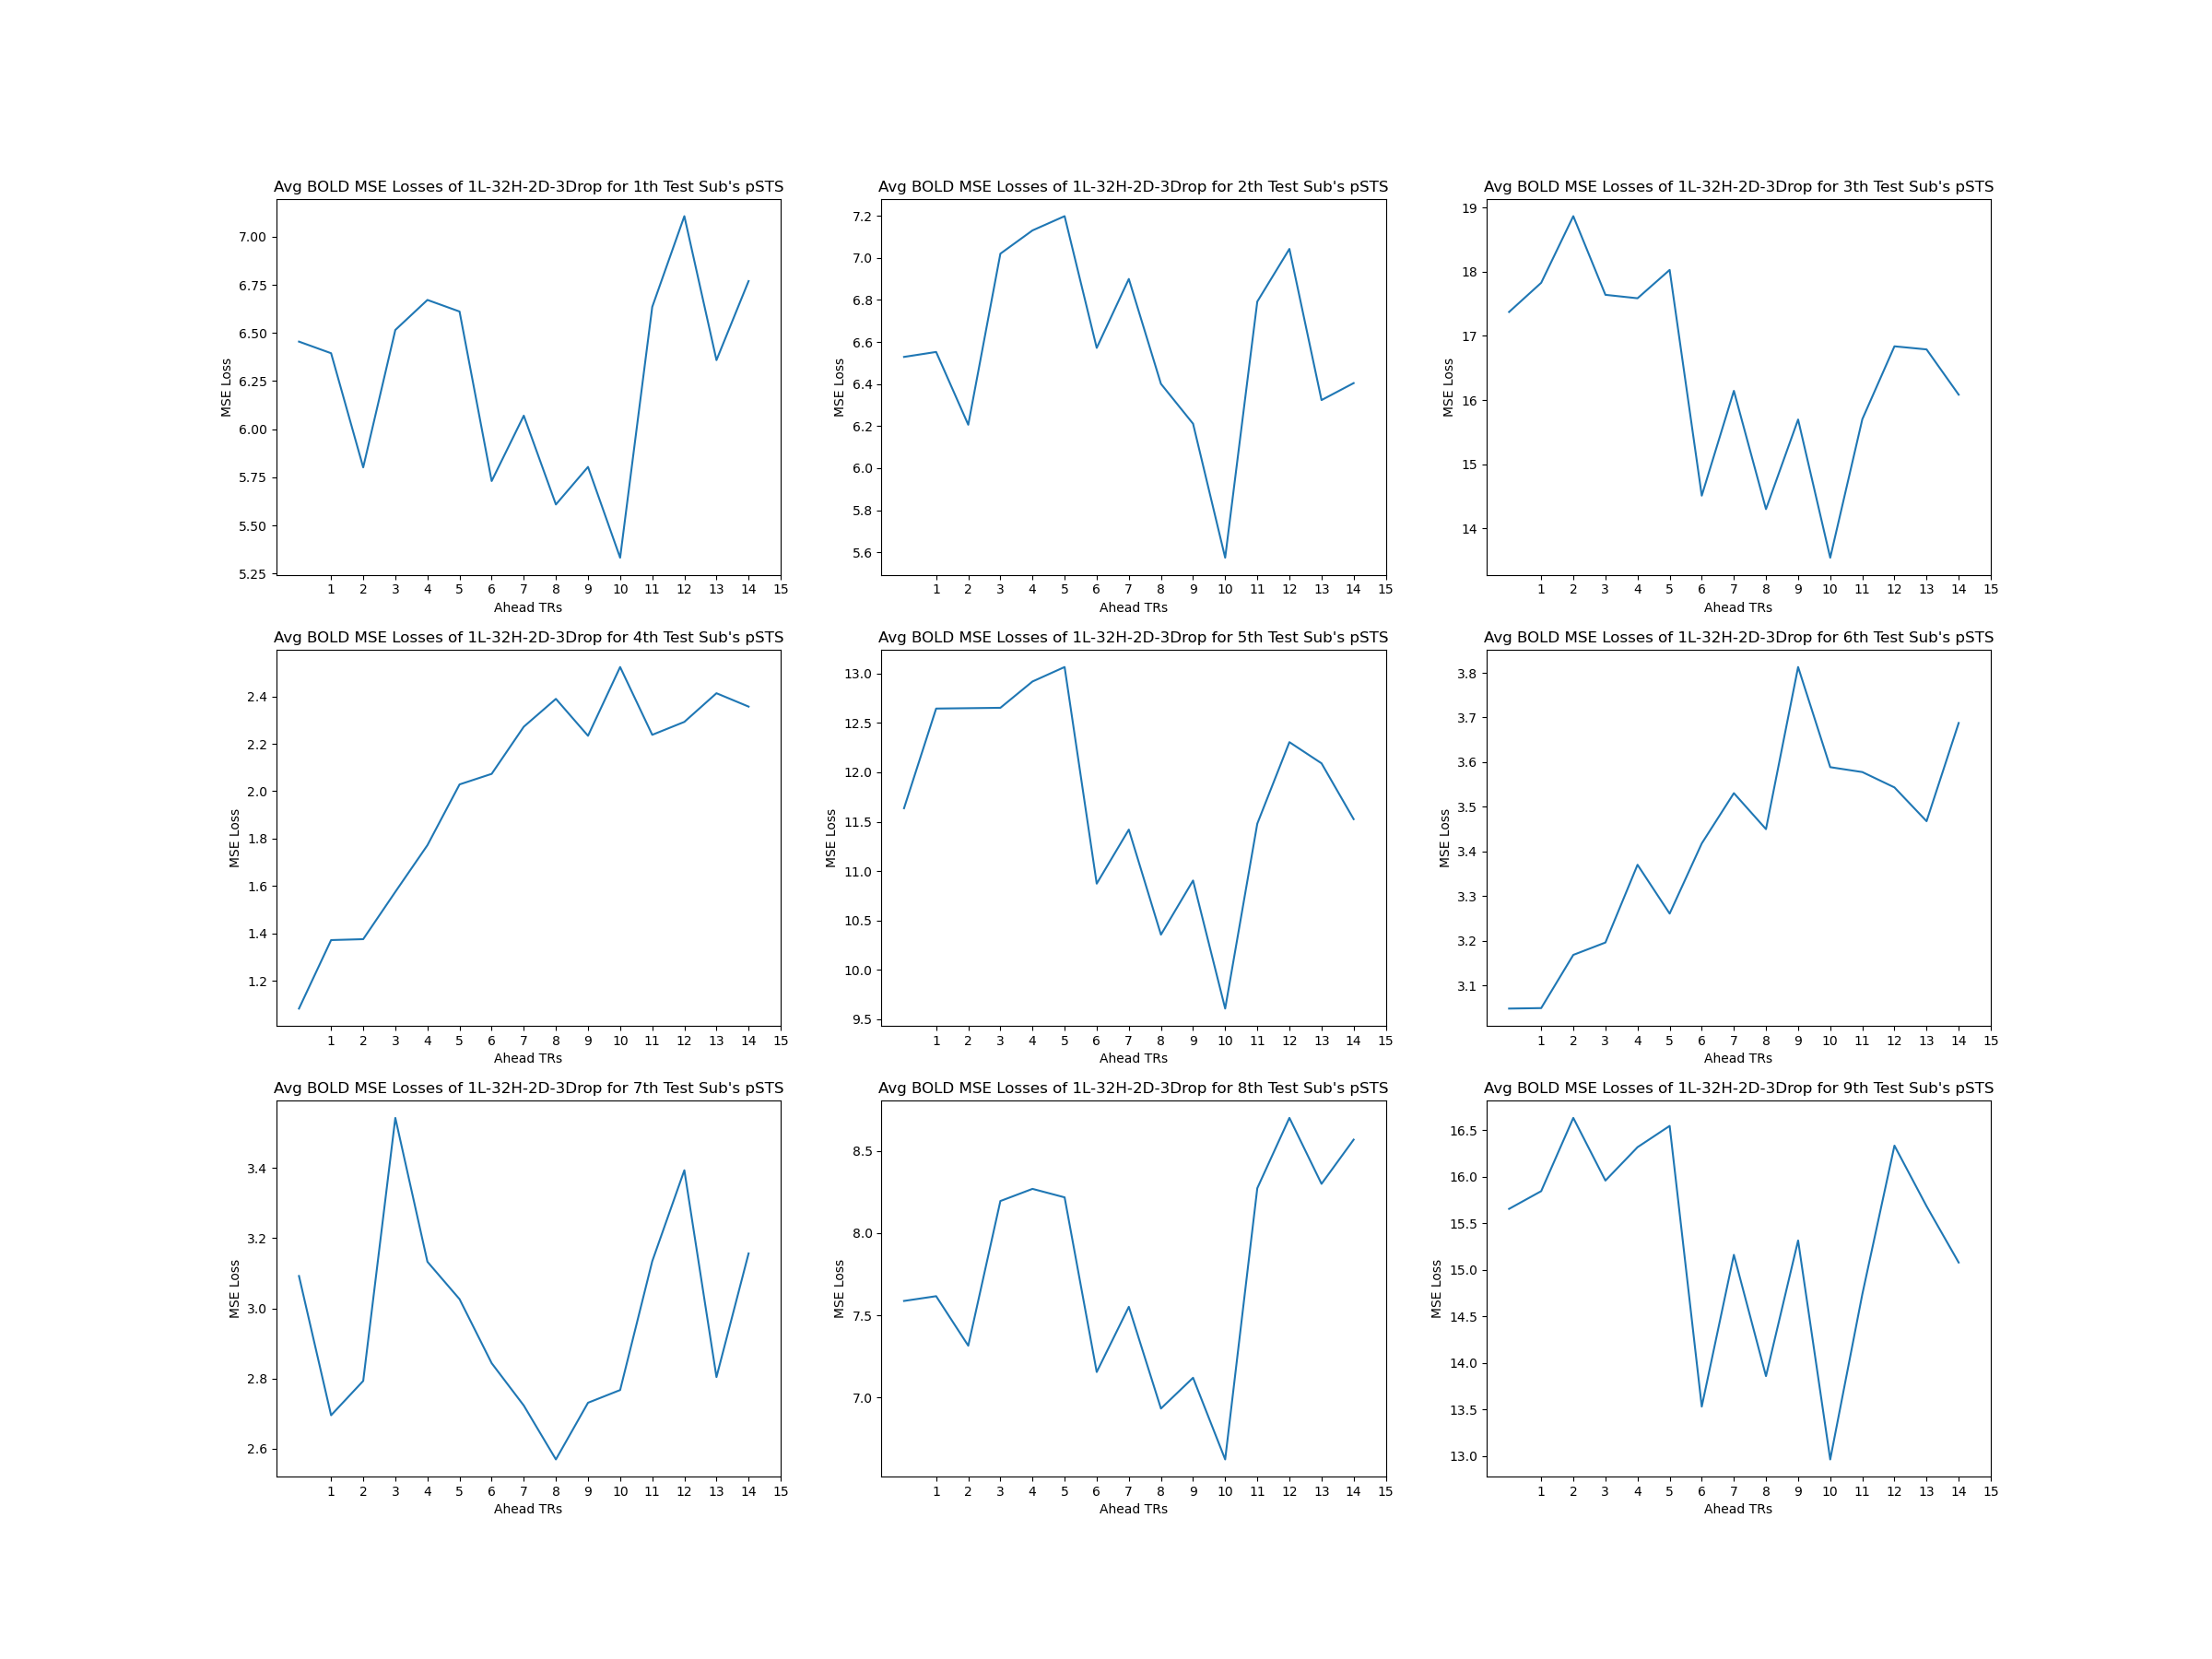 Avg BOLD MSE Losses of 1L-32H-2D-3Drop for 1th Test Sub's pSTS
7.00
6.75
6.50
6.25
6.00
5.75
5.50
5.25
MSE Loss
1 2 3 4 5 6 7 8 9 10 11 12 13 14 15
Ahead TRs
Avg BOLD MSE Losses of 1L-32H-2D-3Drop for 2th Test Sub's pSTS
7.2
7.0
6.8
6.6
6.4
6.2
6.0
5.8
5.6
MSE Loss
1 2 3 4 5 6 7 8 9 10 11 12 13 14 15
Ahead TRs
Avg BOLD MSE Losses of 1L-32H-2D-3Drop for 3th Test Sub's pSTS
19
18
17
16
15
14
MSE Loss
1 2 3 4 5 6 7 8 9 10 11 12 13 14 15
Ahead TRs
Avg BOLD MSE Losses of 1L-32H-2D-3Drop for 4th Test Sub's pSTS
2.4
2.2
2.0
1.8
1.6
1.4
1.2
MSE Loss
1 2 3 4 5 6 7 8 9 10 11 12 13 14 15
Ahead TRs
Avg BOLD MSE Losses of 1L-32H-2D-3Drop for 5th Test Sub's pSTS
13.0
12.5
12.0
11.5
11.0
10.5
10.0
9.5
MSE Loss
1 2 3 4 5 6 7 8 9 10 11 12 13 14 15
Ahead TRs
Avg BOLD MSE Losses of 1L-32H-2D-3Drop for 6th Test Sub's pSTS
3.8
3.7
3.6
3.5
3.4
3.3
3.2
3.1
MSE Loss
1 2 3 4 5 6 7 8 9 10 11 12 13 14 15
Ahead TRs
Avg BOLD MSE Losses of 1L-32H-2D-3Drop for 7th Test Sub's pSTS
3.4
3.2
3.0
2.8
2.6
MSE Loss
1 2 3 4 5 6 7 8 9 10 11 12 13 14 15
Ahead TRs
Avg BOLD MSE Losses of 1L-32H-2D-3Drop for 8th Test Sub's pSTS
8.5
8.0
7.5
7.0
MSE Loss
1 2 3 4 5 6 7 8 9 10 11 12 13 14 15
Ahead TRs
Avg BOLD MSE Losses of 1L-32H-2D-3Drop for 9th Test Sub's pSTS
16.5
16.0
15.5
15.0
14.5
14.0
13.5
13.0
MSE Loss
1 2 3 4 5 6 7 8 9 10 11 12 13 14 15
Ahead TRs